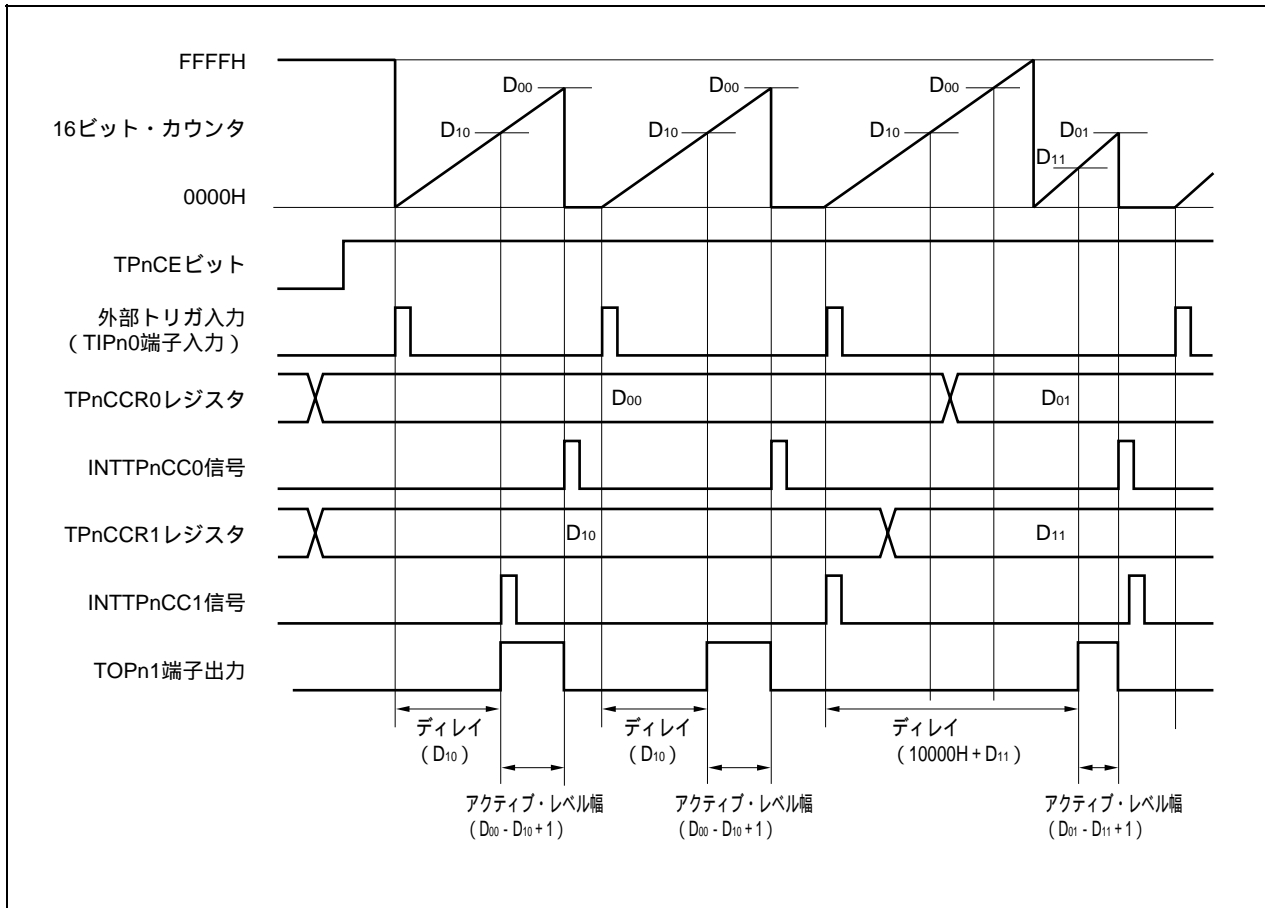 FFFFH
D00 D00 D00
16ビット・カウンタ
D10 D10 D10 D01
D11
0000H
TPnCEビット
外部トリガ入力
(TIPn0端子入力)
TPnCCR0レジスタ
D00 D01
INTTPnCC0信号
TPnCCR1レジスタ
D10 D11
INTTPnCC1信号
TOPn1端子出力
ディレイ ディレイ ディレイ
(D10) (D10) (10000H + D11)
アクティブ・レベル幅 アクティブ・レベル幅 アクティブ・レベル幅
(D00 - D10 + 1) (D00 - D10 + 1) (D01 - D11 + 1)